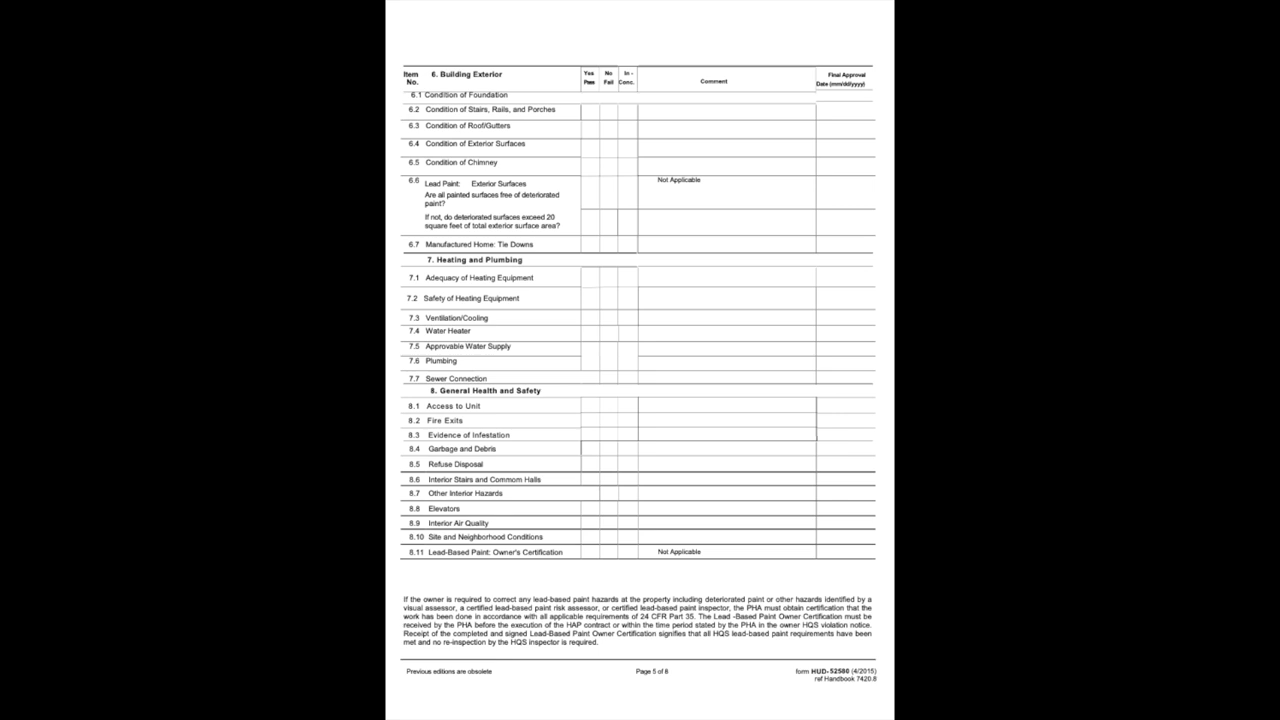 Item No. 6. Building Exterior Yes Pass No Fail In - Conc. Comment Final Approval Date (mm/dd/yyyy)
6.1 Condition of Foundation
6.2 Condition of Stairs, Rails, and Porches
6.3 Condition of Roof/Gutters
6.4 Condition of Exterior Surfaces
6.5 Condition of Chimney
6.6 Lead Paint: Exterior Surfaces Not Applicable
Are all painted surfaces free of deteriorated
paint?
If not, do deteriorated surfaces exceed 20
square feet of total exterior surface area?
6.7 Manufactured Home: Tie Downs
7. Heating and Plumbing
7.1 Adequacy of Heating Equipment
7.2 Safety of Heating Equipment
7.3 Ventilation/Cooling
7.4 Water Heater
7.5 Approvable Water Supply
7.6 Plumbing
7.7 Sewer Connection
8. General Health and Safety
8.1 Access to Unit
8.2 Fire Exits
8.3 Evidence of Infestation
8.4 Garbage and Debris
8.5 Refuse Disposal
8.6 Interior Stairs and Commom Halls
8.7 Other Interior Hazards
8.8 Elevators
8.9 Interior Air Quality
8.10 Site and Neighborhood Conditions
8.11 Lead-Based Paint: Owner's Certification Not Applicable
If the owner is required to correct any lead-based paint hazards at the property including deteriorated paint or other hazards identified by a
visual assessor, a certified lead-based paint risk assessor, or certified lead-based paint inspector, the PHA must obtain certification that the
work has been done in accordance with all applicable requirements of 24 CFR Part 35. The Lead -Based Paint Owner Certification must be
received by the PHA before the execution of the HAP contract or within the time period stated by the PHA in the owner HQS violation notice.
Receipt of the completed and signed Lead-Based Paint Owner Certification signifies that all HQS lead-based paint requirements have been
met and no re-inspection by the HQS inspector is required.
Previous editions are obsolete Page 5 of 8 form HUD-52580 (4/2015)
ref Handbook 7420.8